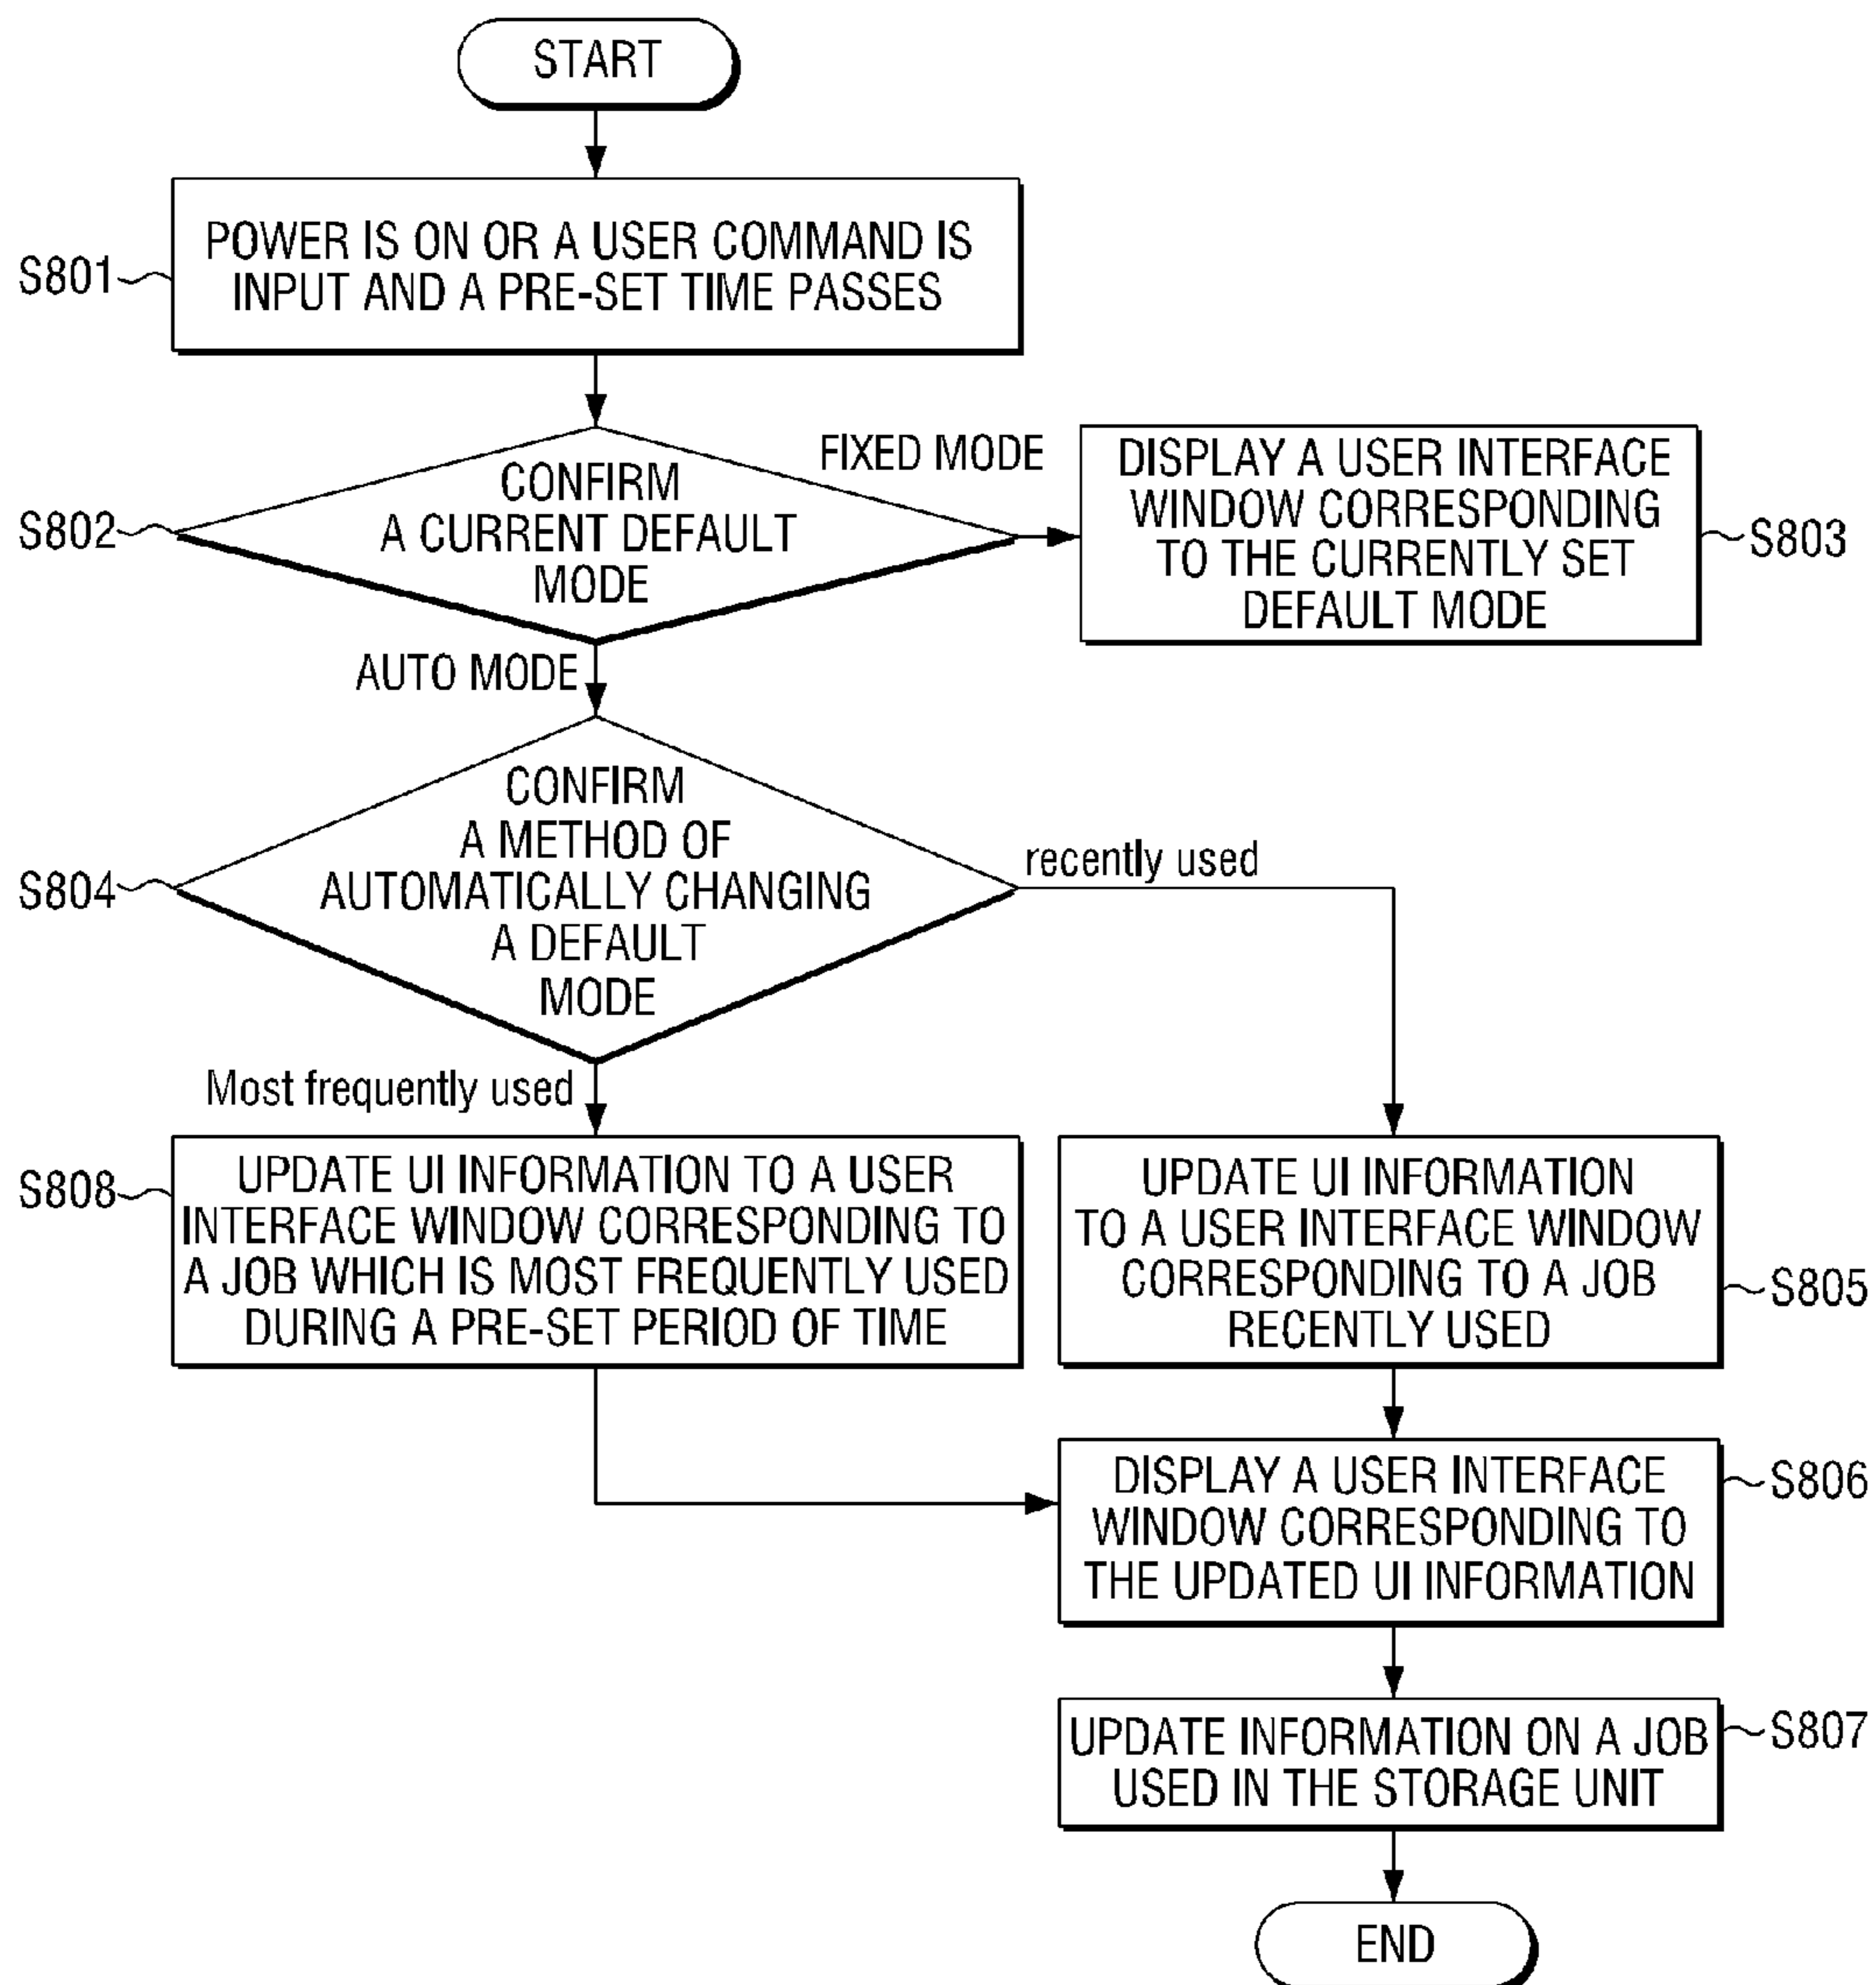 START
S801
POWER IS ON OR A USER COMMAND IS
INPUT AND A PRE-SET TIME PASSES
S802
CONFIRM
A CURRENT DEFAULT
MODE
FIXED MODE
DISPLAY A USER INTERFACE
WINDOW CORRESPONDING
TO THE CURRENTLY SET
DEFAULT MODE
S803
AUTO MODE
S804
CONFIRM
A METHOD OF
AUTOMATICALLY CHANGING
A DEFAULT
MODE
recently used
Most frequently used
S808
UPDATE UI INFORMATION TO A USER
INTERFACE WINDOW CORRESPONDING TO
A JOB WHICH IS MOST FREQUENTLY USED
DURING A PRE-SET PERIOD OF TIME
UPDATE UI INFORMATION
TO A USER INTERFACE WINDOW
CORRESPONDING TO A JOB
RECENTLY USED
S805
DISPLAY A USER INTERFACE
WINDOW CORRESPONDING TO
THE UPDATED UI INFORMATION
S806
UPDATE INFORMATION ON A JOB
USED IN THE STORAGE UNIT
S807
END